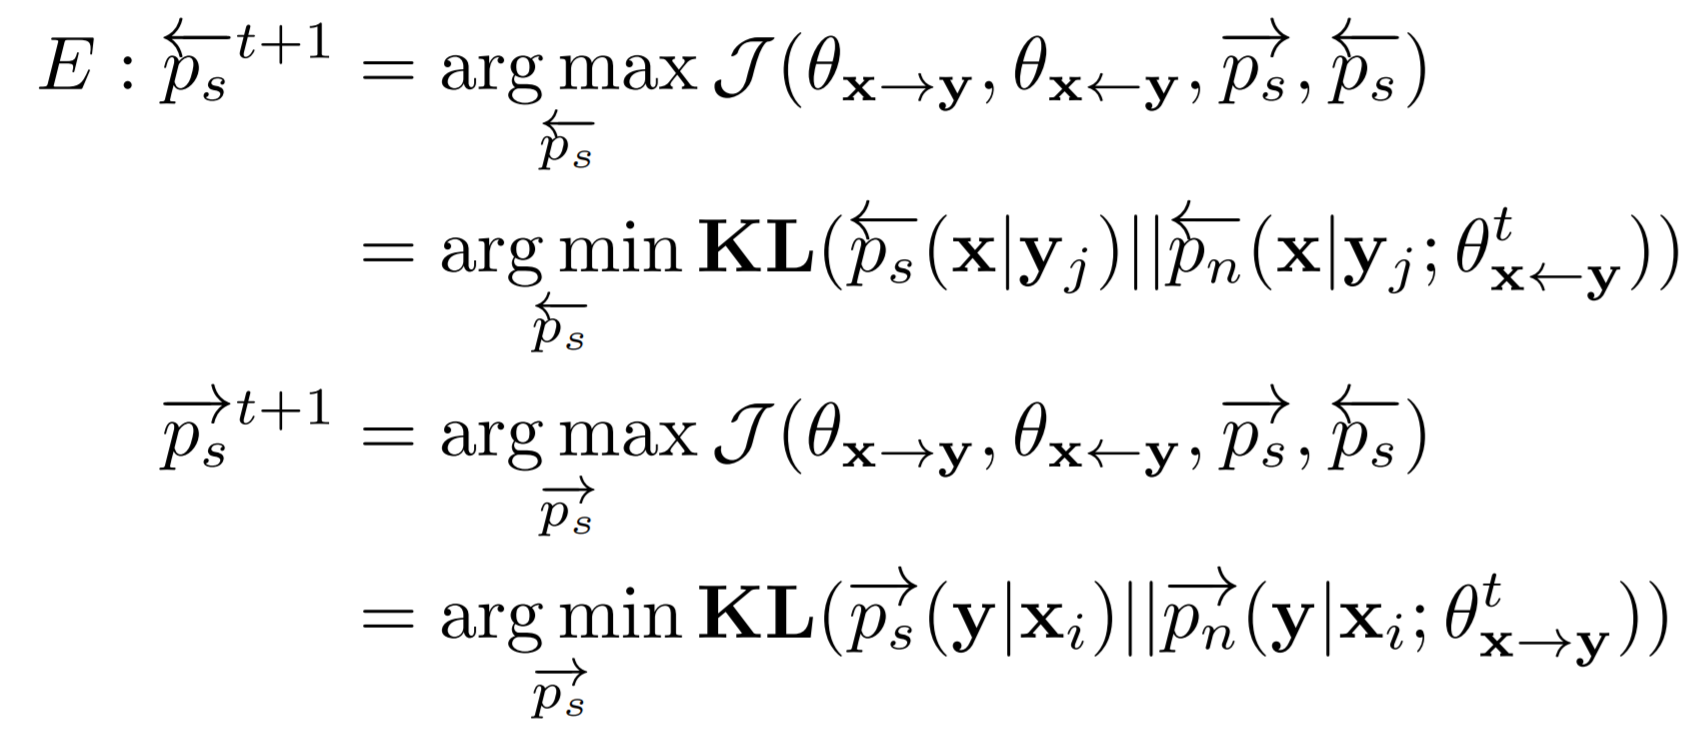 E : \overleftarrow{p_s}^{t+1} = \arg\max_{\overleftarrow{p_s}} \mathcal{J}(\theta_{\mathbf{x}\rightarrow\mathbf{y}}, \theta_{\mathbf{x}\leftarrow\mathbf{y}}, \overrightarrow{p_s}, \overleftarrow{p_s})
= \arg\min_{\overleftarrow{p_s}} \mathbf{KL}(\overleftarrow{p_s}(\mathbf{x}|\mathbf{y}_j)||\overleftarrow{p_n}(\mathbf{x}|\mathbf{y}_j; \theta^t_{\mathbf{x}\leftarrow\mathbf{y}}))
\overrightarrow{p_s}^{t+1} = \arg\max_{\overrightarrow{p_s}} \mathcal{J}(\theta_{\mathbf{x}\rightarrow\mathbf{y}}, \theta_{\mathbf{x}\leftarrow\mathbf{y}}, \overrightarrow{p_s}, \overleftarrow{p_s})
= \arg\min_{\overrightarrow{p_s}} \mathbf{KL}(\overrightarrow{p_s}(\mathbf{y}|\mathbf{x}_i)||\overrightarrow{p_n}(\mathbf{y}|\mathbf{x}_i; \theta^t_{\mathbf{x}\rightarrow\mathbf{y}}))